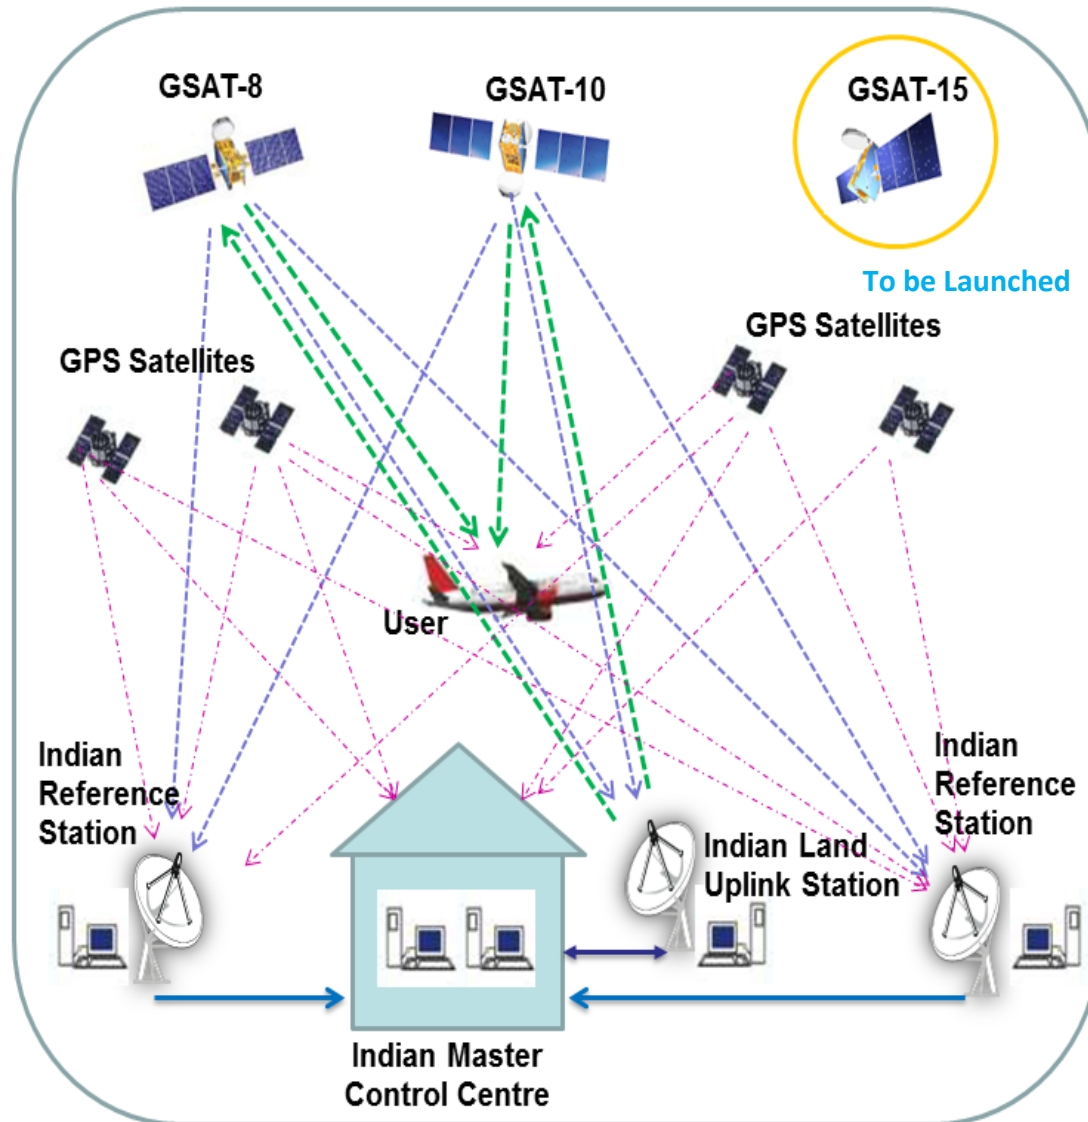 GSAT-8
GSAT-10
GSAT-15
To be Launched
GPS Satellites
GPS Satellites
User
Indian
Reference
Station
Indian
Reference
Station
Indian Land
Uplink Station
Indian Master
Control Centre